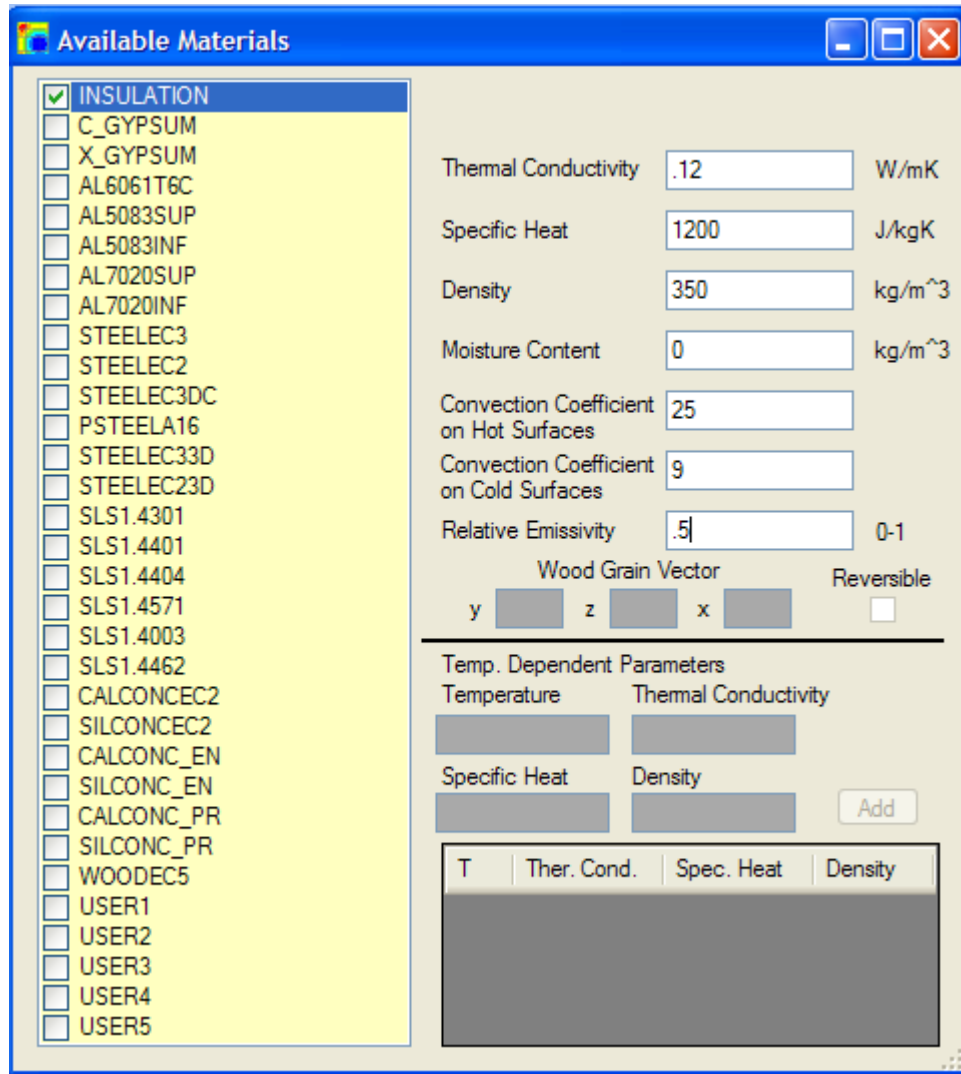 Available Materials
INSULATION
C_GYPSUM
X_GYPSUM
AL6061T6C
AL5083SUP
AL5083INF
AL7020SUP
AL7020INF
STEELEC3
STEELEC2
STEELEC3DC
PSTEELA16
STEELEC33D
STEELEC23D
SLS1.4301
SLS1.4401
SLS1.4404
SLS1.4571
SLS1.4003
SLS1.4462
CALCONCEC2
SILCONCEC2
CALCONC_EN
SILCONC_EN
CALCONC_PR
SILCONC_PR
WOODEC5
USER1
USER2
USER3
USER4
USER5
Thermal Conductivity .12 W/mK
Specific Heat 1200 J/kgK
Density 350 kg/m^3
Moisture Content 0 kg/m^3
Convection Coefficient
on Hot Surfaces 25
Convection Coefficient
on Cold Surfaces 9
Relative Emissivity .5 0-1
Wood Grain Vector Reversible
y z x
Temp. Dependent Parameters
Temperature Thermal Conductivity
Specific Heat Density
Add
T Ther. Cond. Spec. Heat Density